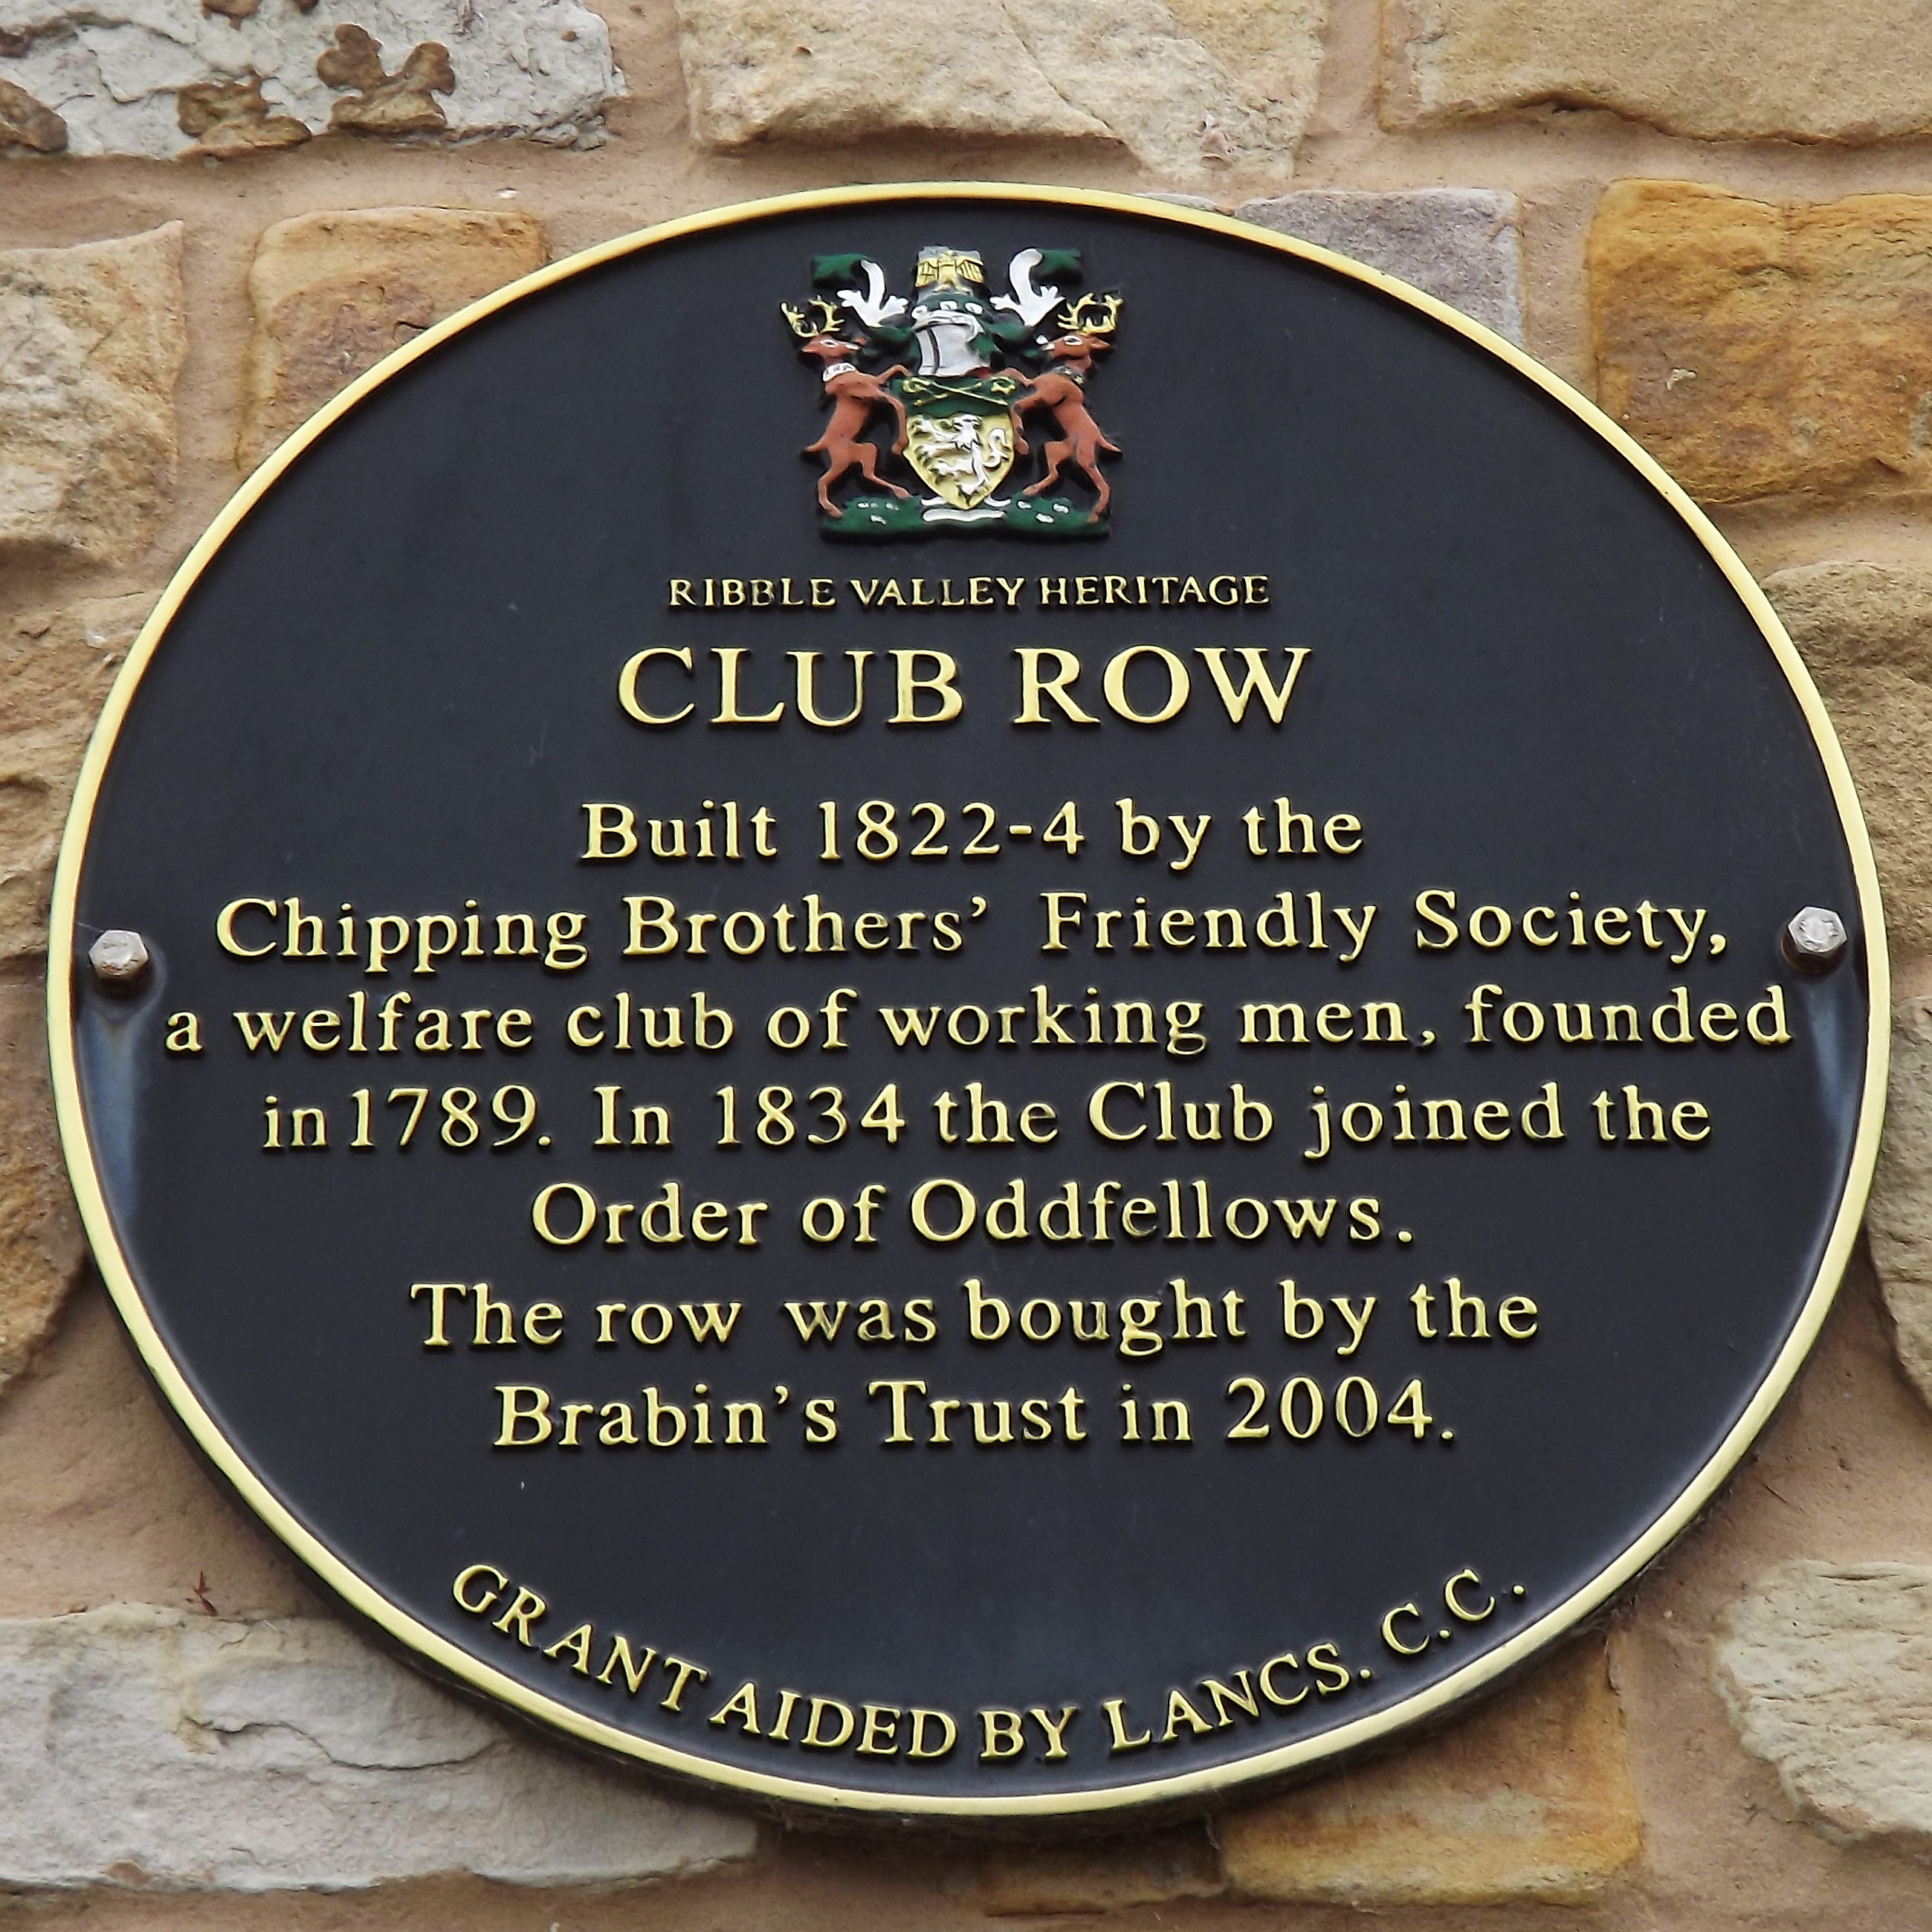 RIBBLE VALLEY HERITAGE
CLUB ROW
Built 1822-4 by the
Chipping Brothers’ Friendly Society,
a welfare club of working men, founded
in 1789. In 1834 the Club joined the
Order of Oddfellows.
The row was bought by the
Brabin’s Trust in 2004.
GRANT AIDED BY LANCS. C.C.